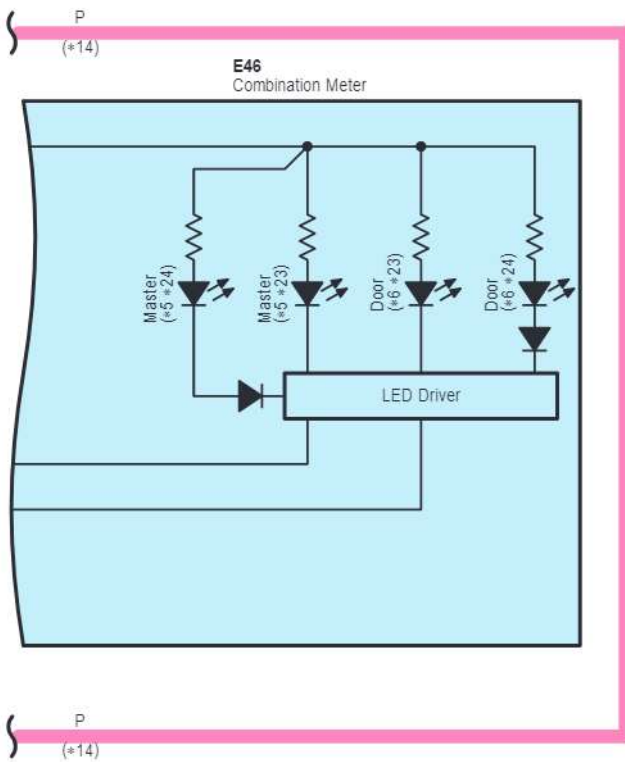 P
(*14)
E46
Combination Meter
Master
(*5 *24)
Master
(*5 *23)
Door
(*6 *23)
Door
(*6 *24)
LED Driver
P
(*14)